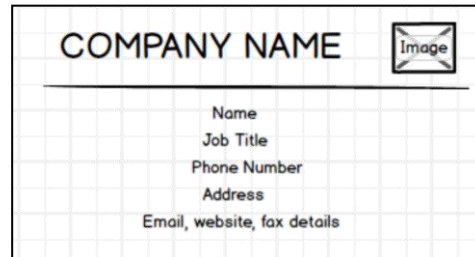 COMPANY NAME
Image
Name
Job Title
Phone Number
Address
Email, website, fax details